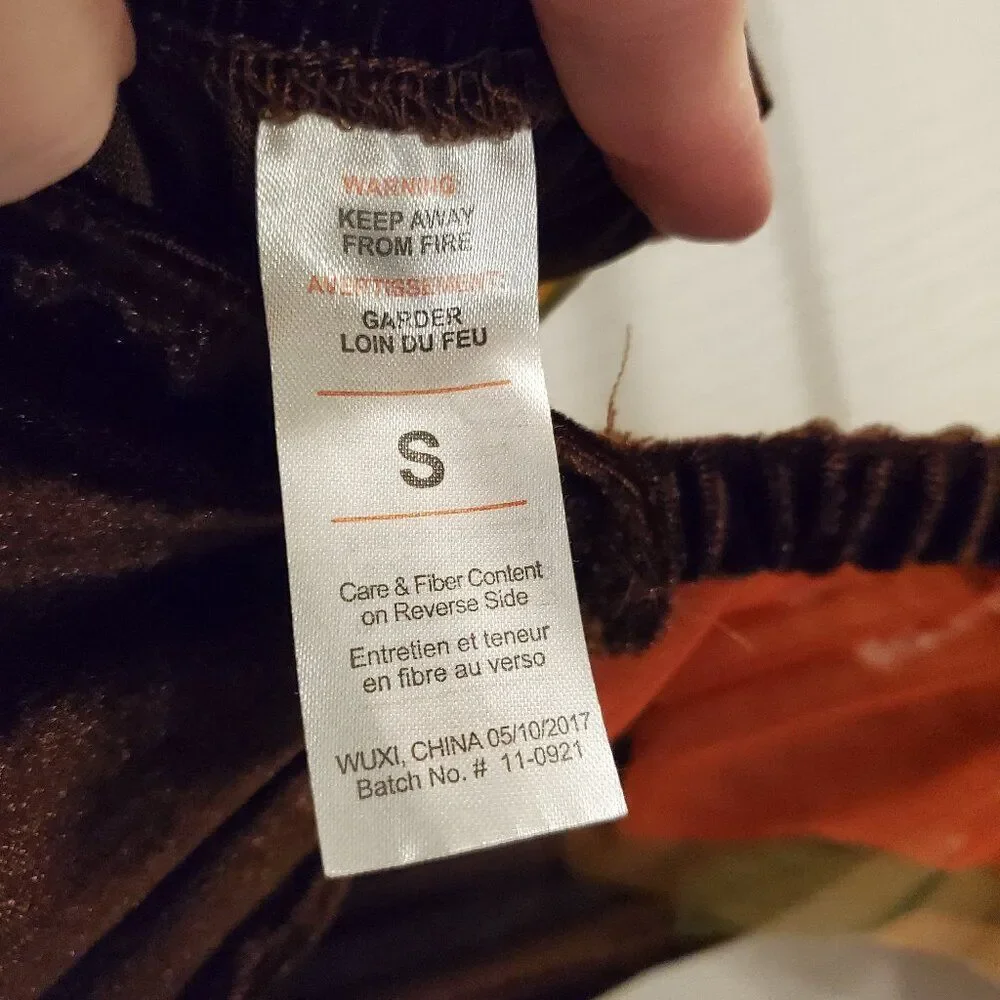 WARNING
KEEP AWAY
FROM FIRE
AVERTISSEMENT:
GARDER
LOIN DU FEU
S
Care & Fiber Content
on Reverse Side
Entretien et teneur
en fibre au verso
WUXI, CHINA 05/10/2017
Batch No. # 11-0921